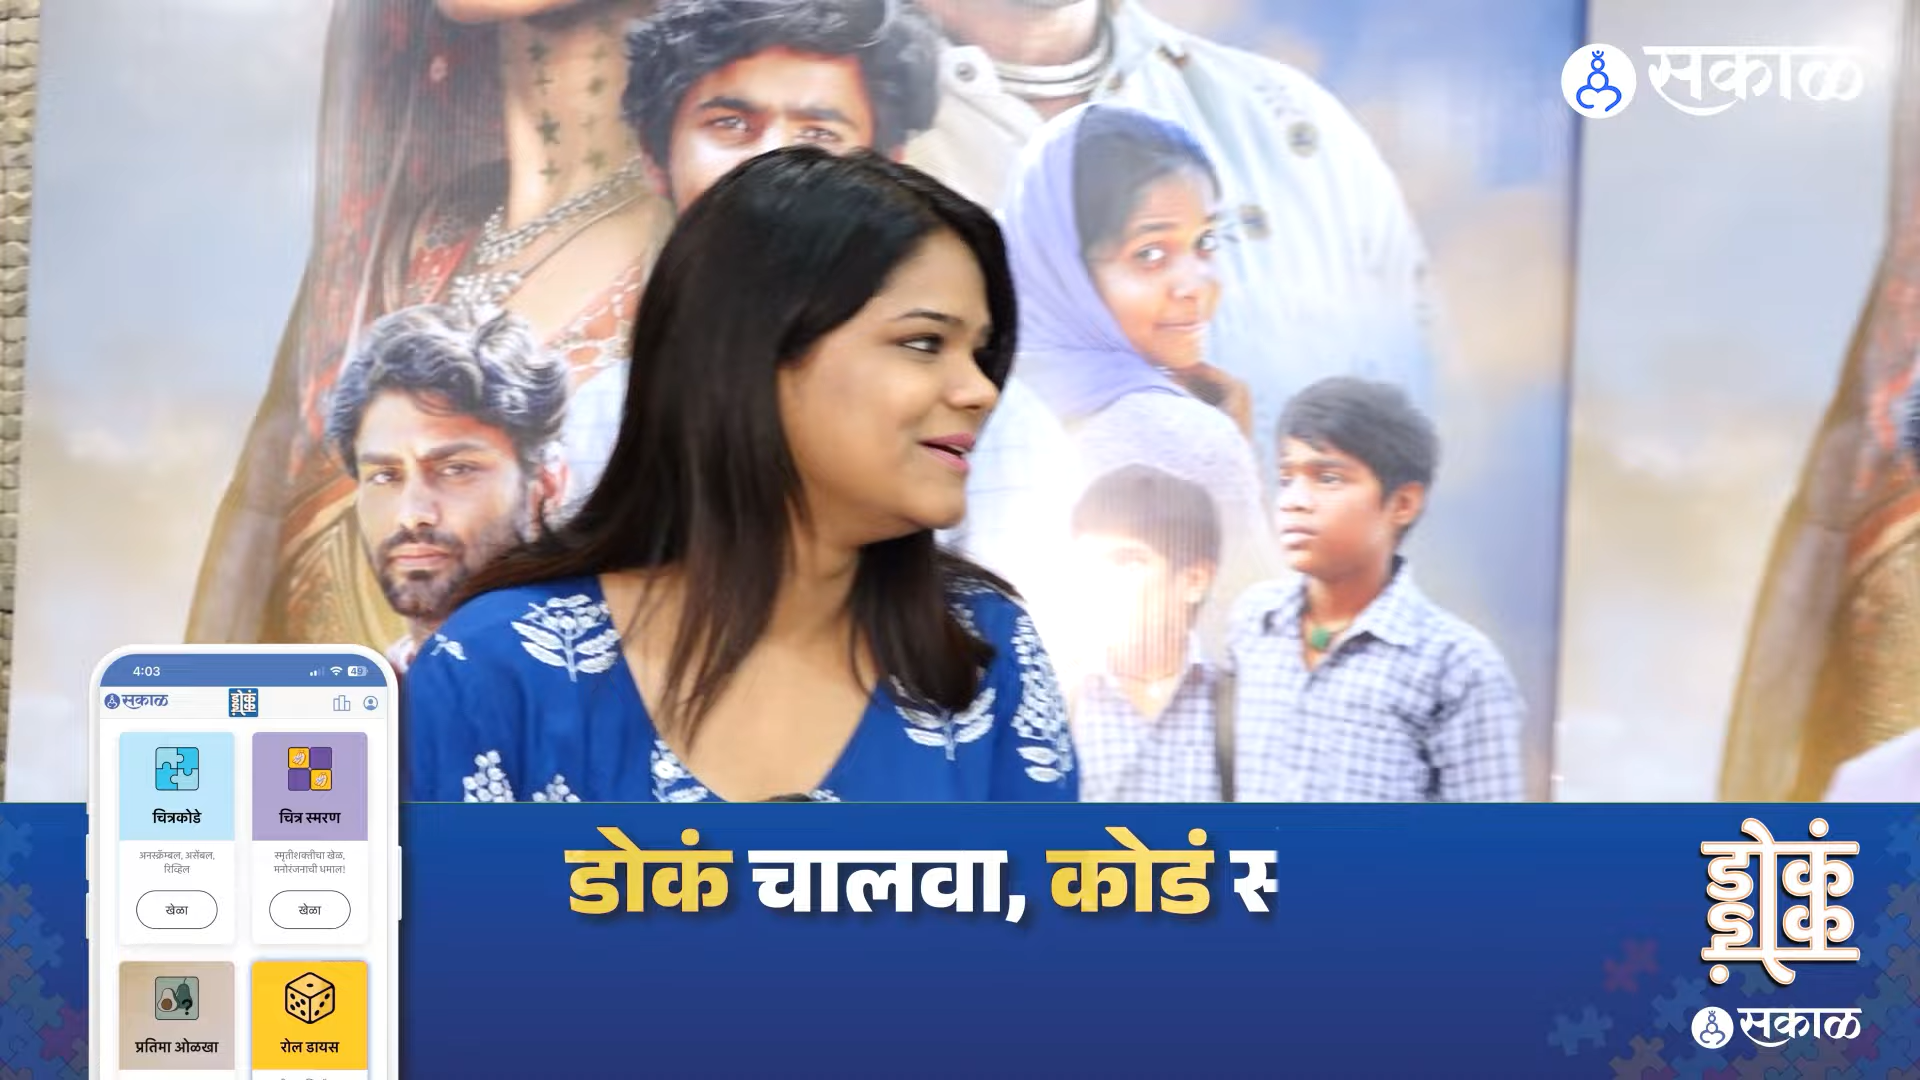 सकाळ
4:03
49
सकाळ
डोकं
चित्रकोडे
चित्र स्मरण
अनस्क्रॅम्बल, असेंबल,
रिव्हिल
स्मृतीशक्तीचा खेळ,
मनोरंजनाची धमाल!
खेळा
खेळा
प्रतिमा ओळखा
रोल डायस
डोकं चालवा, कोडं
डोकं
सकाळ